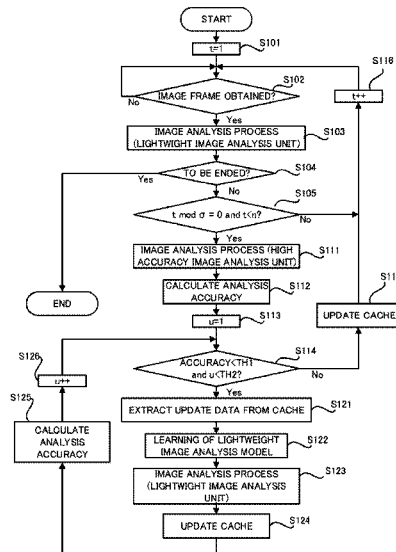 START
S101
t=1
S102
IMAGE FRAME OBTAINED?
No
S116
t++
Yes
S103
IMAGE ANALYSIS PROCESS
(LIGHTWIGHT IMAGE ANALYSIS UNIT)
S104
Yes
TO BE ENDED?
No
S105
t mod σ = 0 and t<n?
No
Yes
S111
IMAGE ANALYSIS PROCESS (HIGH
ACCURACY IMAGE ANALYSIS
UNIT)
S112
CALCULATE ANALYSIS
ACCURACY
END
S113
u=1
S11
UPDATE CACHE
S126
u++
S114
ACCURACY<TH1
and u<TH2?
No
Yes
S125
CALCULATE
ANALYSIS
ACCURACY
S121
EXTRACT UPDATE DATA FROM CACHE
S122
LEARNING OF LIGHTWEIGHT
IMAGE ANALYSIS MODEL
S123
IMAGE ANALYSIS PROCESS
(LIGHTWIGHT IMAGE ANALYSIS
UNIT)
S124
UPDATE CACHE